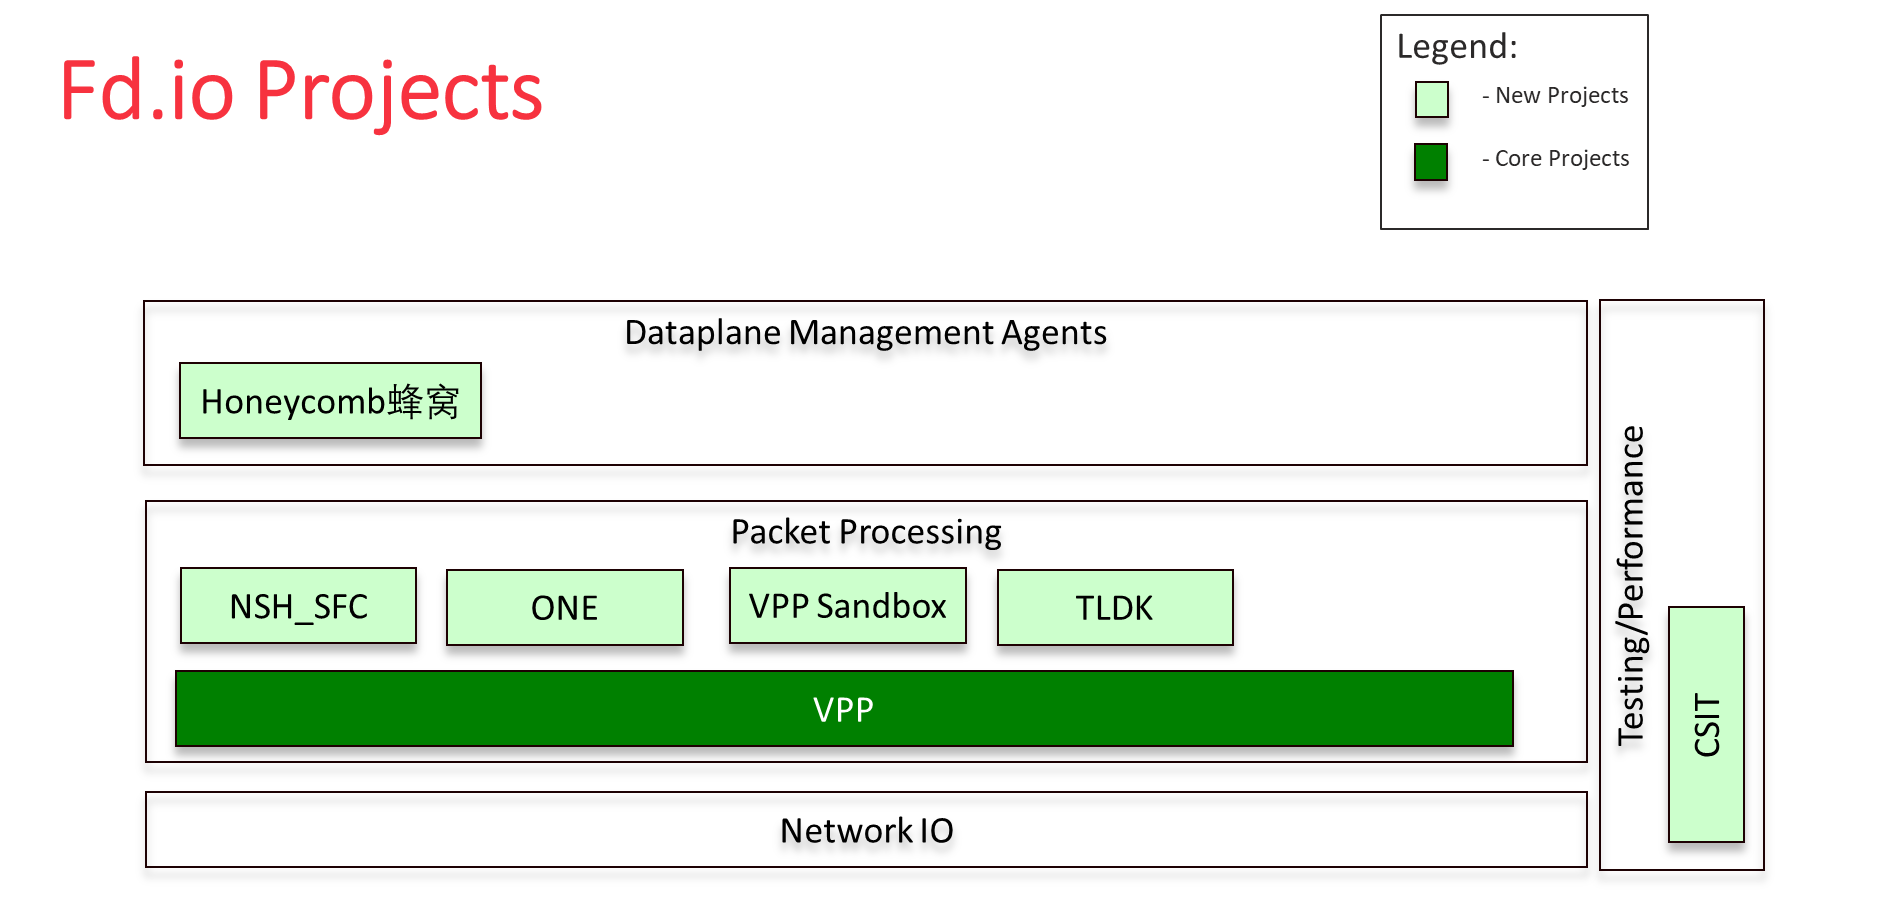 Fd.io Projects
Legend:
- New Projects
- Core Projects
Dataplane Management Agents
Honeycomb蜂窝
Packet Processing
NSH_SFC
ONE
VPP Sandbox
TLDK
VPP
Network IO
Testing/Performance
CSIT